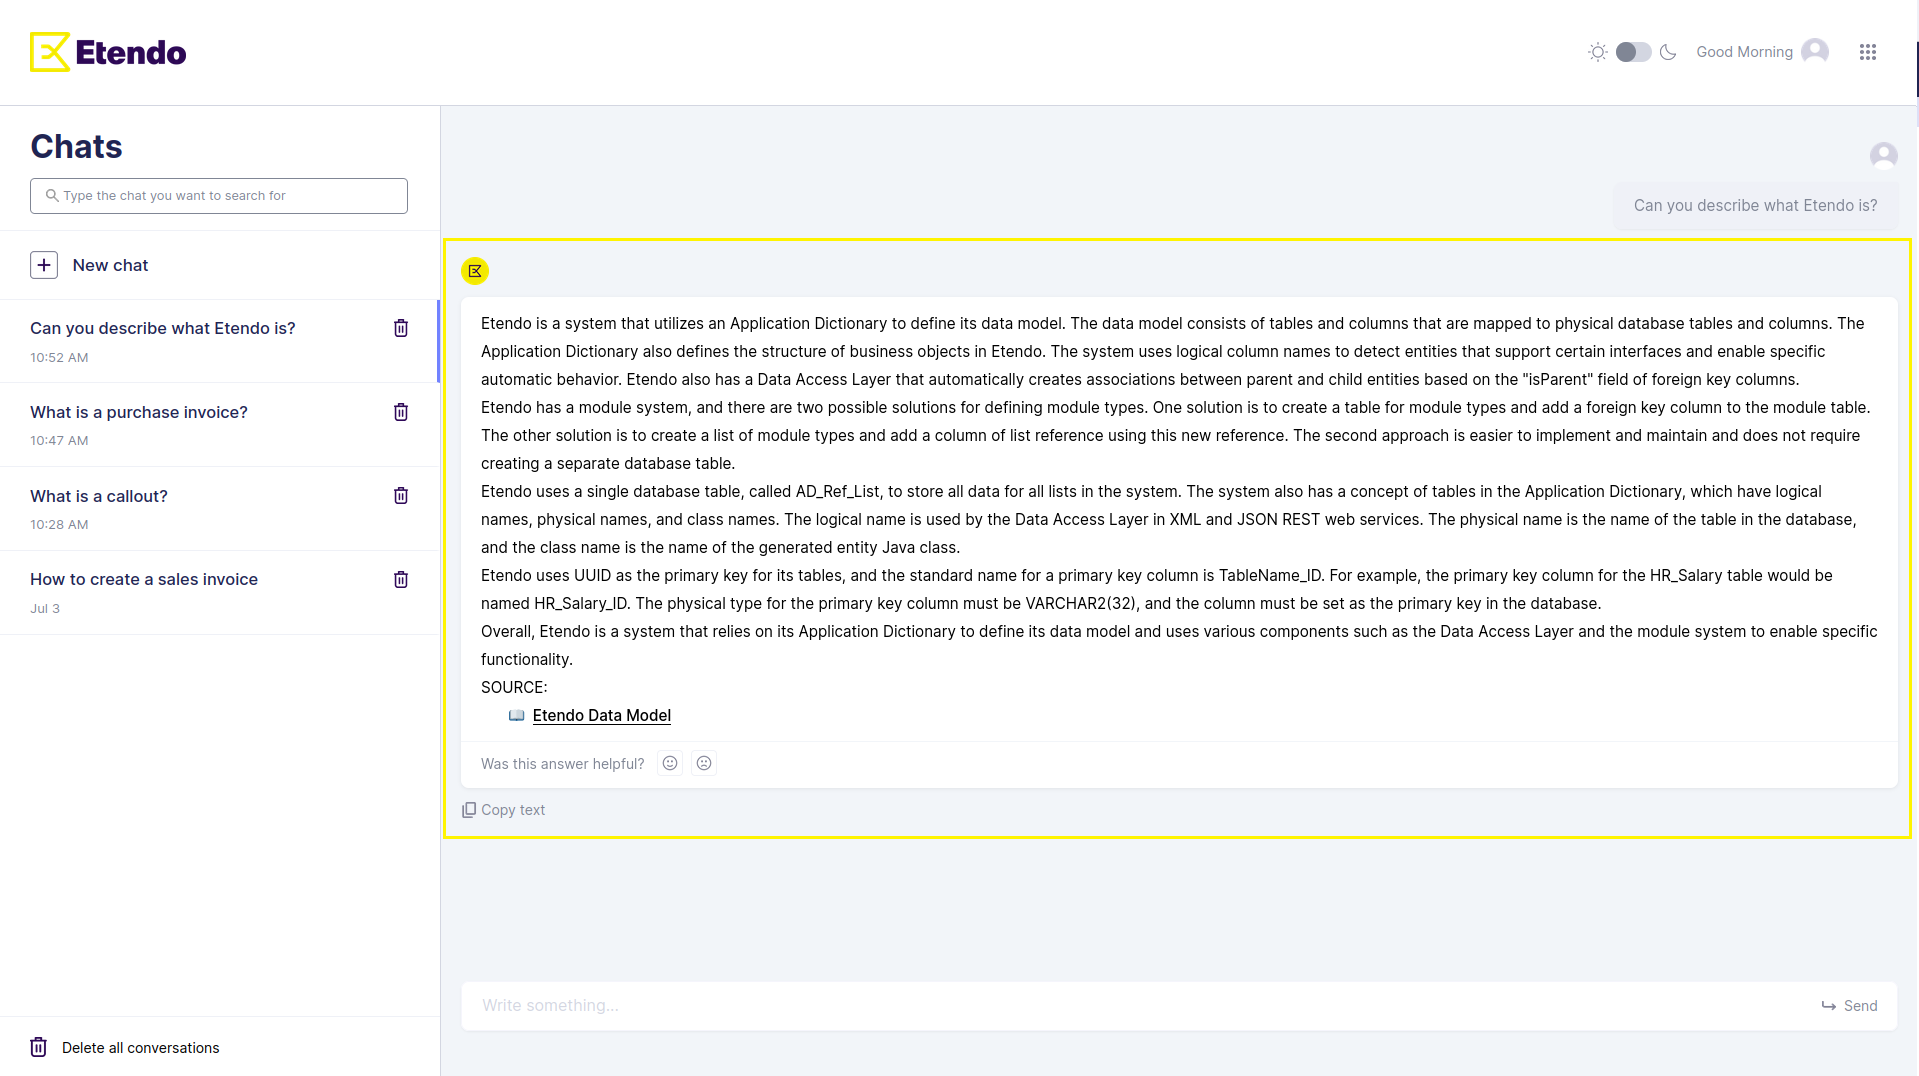 Etendo
Good Morning
Chats
Type the chat you want to search for
New chat
Can you describe what Etendo is?
10:52 AM
What is a purchase invoice?
10:47 AM
What is a callout?
10:28 AM
How to create a sales invoice
Jul 3
Delete all conversations
Can you describe what Etendo is?
Etendo is a system that utilizes an Application Dictionary to define its data model. The data model consists of tables and columns that are mapped to physical database tables and columns. The
Application Dictionary also defines the structure of business objects in Etendo. The system uses logical column names to detect entities that support certain interfaces and enable specific
automatic behavior. Etendo also has a Data Access Layer that automatically creates associations between parent and child entities based on the "isParent" field of foreign key columns.
Etendo has a module system, and there are two possible solutions for defining module types. One solution is to create a table for module types and add a foreign key column to the module table.
The other solution is to create a list of module types and add a column of list reference using this new reference. The second approach is easier to implement and maintain and does not require
creating a separate database table.
Etendo uses a single database table, called AD_Ref_List, to store all data for all lists in the system. The system also has a concept of tables in the Application Dictionary, which have logical
names, physical names, and class names. The logical name is used by the Data Access Layer in XML and JSON REST web services. The physical name is the name of the table in the database,
and the class name is the name of the generated entity Java class.
Etendo uses UUID as the primary key for its tables, and the standard name for a primary key column is TableName_ID. For example, the primary key column for the HR_Salary table would be
named HR_Salary_ID. The physical type for the primary key column must be VARCHAR2(32), and the column must be set as the primary key in the database.
Overall, Etendo is a system that relies on its Application Dictionary to define its data model and uses various components such as the Data Access Layer and the module system to enable specific
functionality.
SOURCE:
Etendo Data Model
Was this answer helpful?
Copy text
Write something...
Send